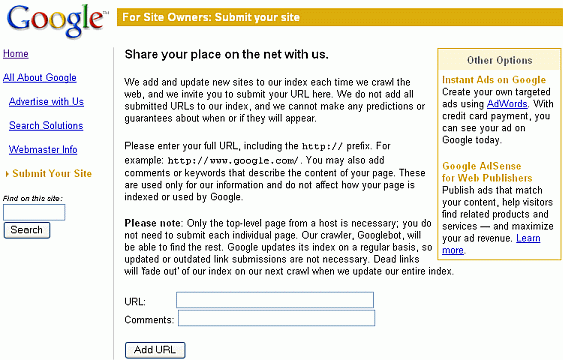 Google™
For Site Owners: Submit your site
Home
All About Google
Advertise with Us
Search Solutions
Webmaster Info
Submit Your Site
Find on this site:
Search
Share your place on the net with us.
We add and update new sites to our index each time we crawl the
web, and we invite you to submit your URL here. We do not add all
submitted URLs to our index, and we cannot make any predictions or
guarantees about when or if they will appear.
Please enter your full URL, including the http:// prefix. For
example: http://www.google.com/. You may also add
comments or keywords that describe the content of your page. These
are used only for our information and do not affect how your page is
indexed or used by Google.
Please note: Only the top-level page from a host is necessary; you do
not need to submit each individual page. Our crawler, Googlebot, will
be able to find the rest. Google updates its index on a regular basis, so
updated or outdated link submissions are not necessary. Dead links
will 'fade out' of our index on our next crawl when we update our entire index.
URL:
Comments:
Add URL
Other Options
Instant Ads on Google
Create your own targeted
ads using AdWords. With
credit card payment, you
can see your ad on
Google today.
Google AdSense
for Web Publishers
Publish ads that match
your content, help visitors
find related products and
services — and maximize
your ad revenue. Learn
more.